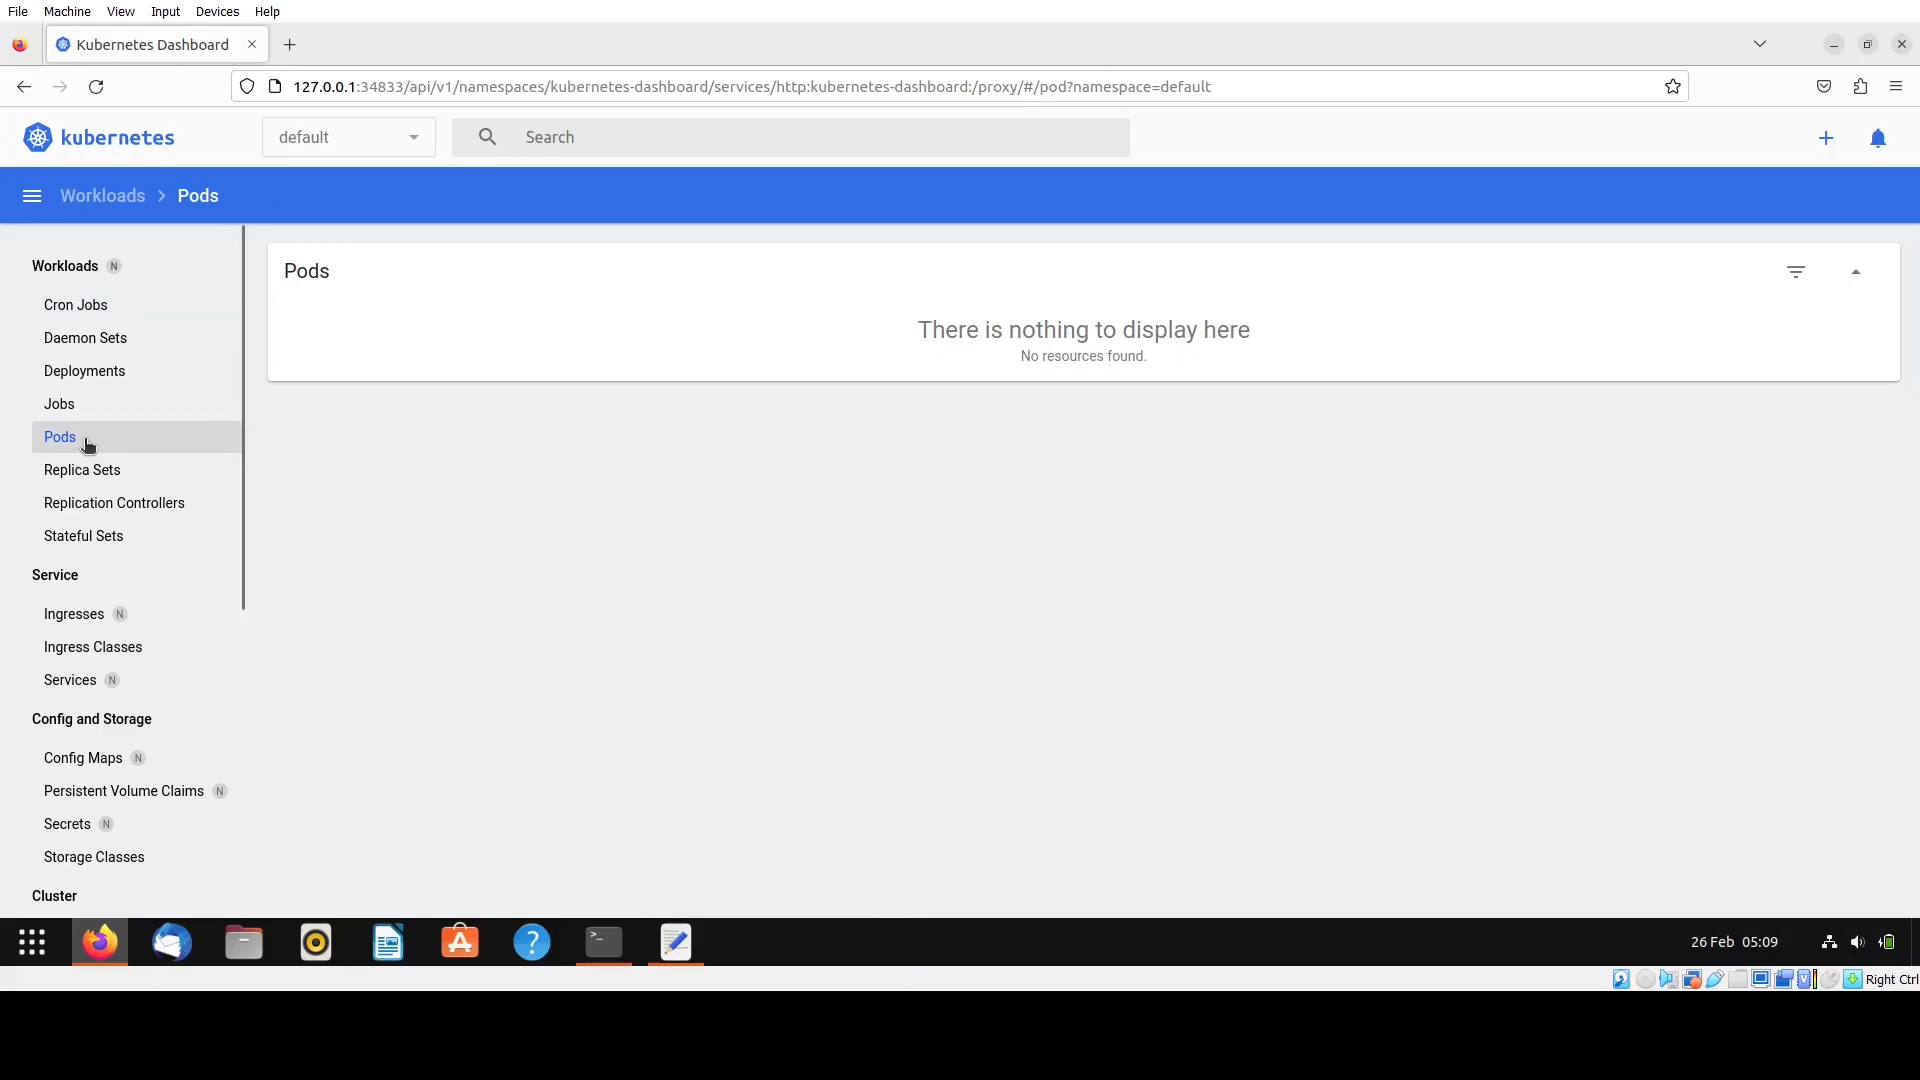 File Machine View Input Devices Help
Kubernetes Dashboard
127.0.0.1:34833/api/v1/namespaces/kubernetes-dashboard/services/http:kubernetes-dashboard:/proxy/#/pod?namespace=default
kubernetes
default
Search
Workloads > Pods
Workloads N
Cron Jobs
Daemon Sets
Deployments
Jobs
Pods
Replica Sets
Replication Controllers
Stateful Sets
Service
Ingresses N
Ingress Classes
Services N
Config and Storage
Config Maps N
Persistent Volume Claims N
Secrets N
Storage Classes
Cluster
Pods
There is nothing to display here
No resources found.
26 Feb 05:09
Right Ctrl